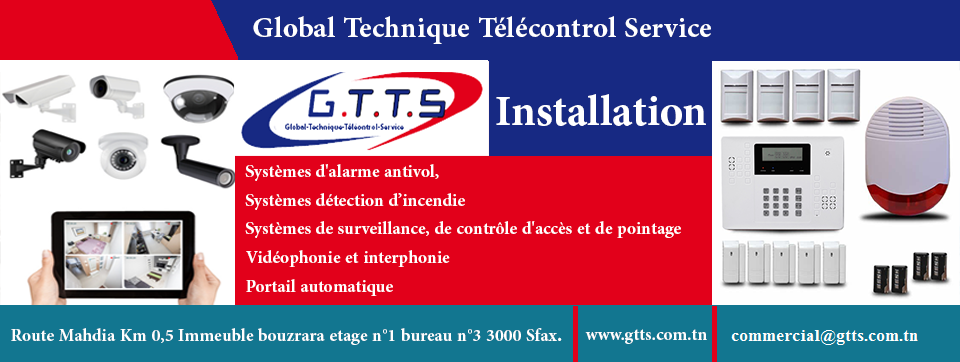 Global Technique Télécontrol Service
G.T.T.S
Global-Technique-Télécontrol-Service
Installation
Systèmes d'alarme antivol,
Systèmes détection d’incendie
Systèmes de surveillance, de contrôle d'accès et de pointage
Vidéophonie et interphonie
Portail automatique
Route Mahdia Km 0,5 Immeuble bouzrara etage n°1 bureau n°3 3000 Sfax.
www.gtts.com.tn
commercial@gtts.com.tn